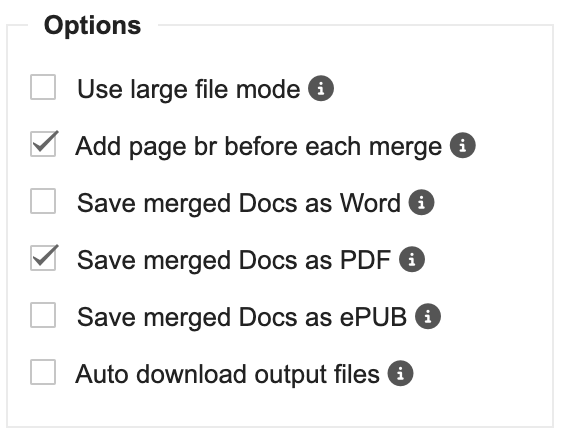 Options
Use large file mode
Add page br before each merge
Save merged Docs as Word
Save merged Docs as PDF
Save merged Docs as ePUB
Auto download output files